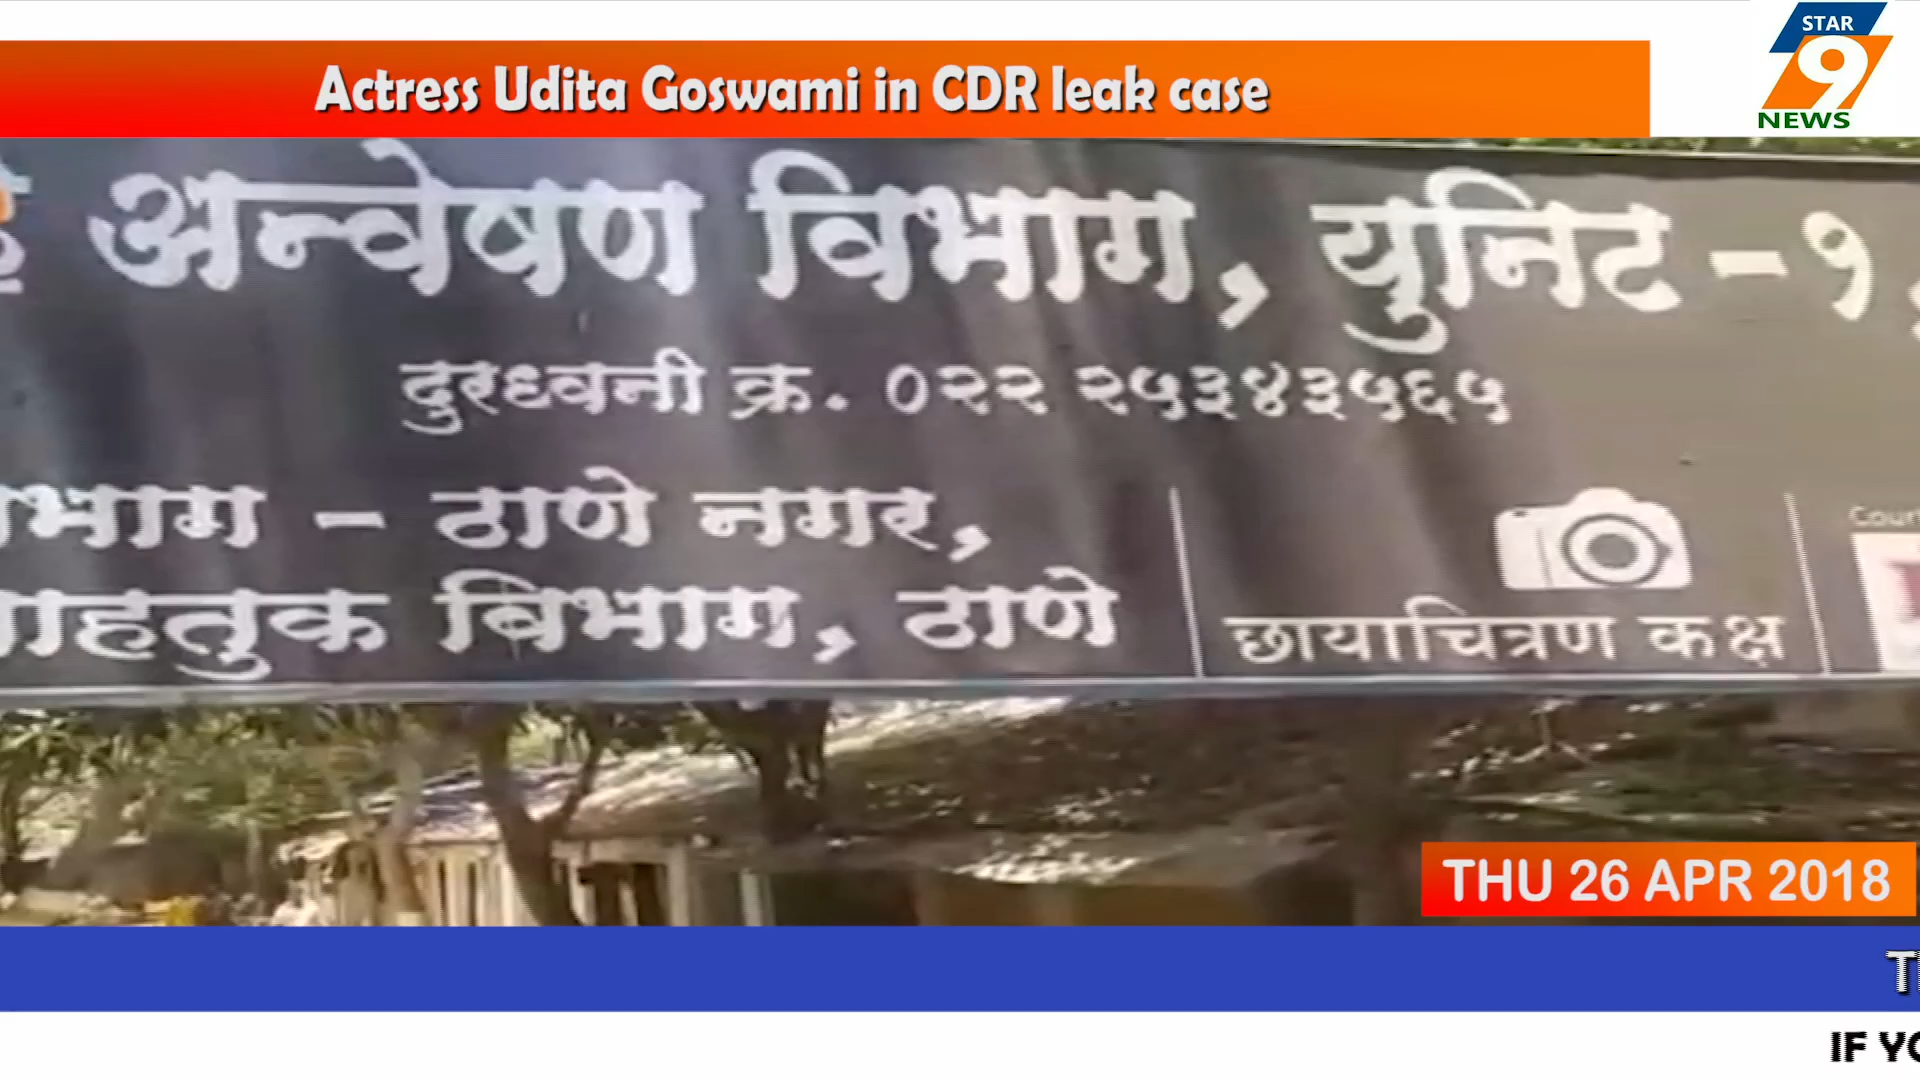 STAR
9
NEWS
Actress Udita Goswami in CDR leak case
अन्वेषण विभाग, युनिट - १
दुरध्वनी क्र. ०२२ २५३४३५६५
भाग - ठाणे नगर,
वाहतुक विभाग, ठाणे
छायाचित्रण कक्ष
THU 26 APR 2018
IF